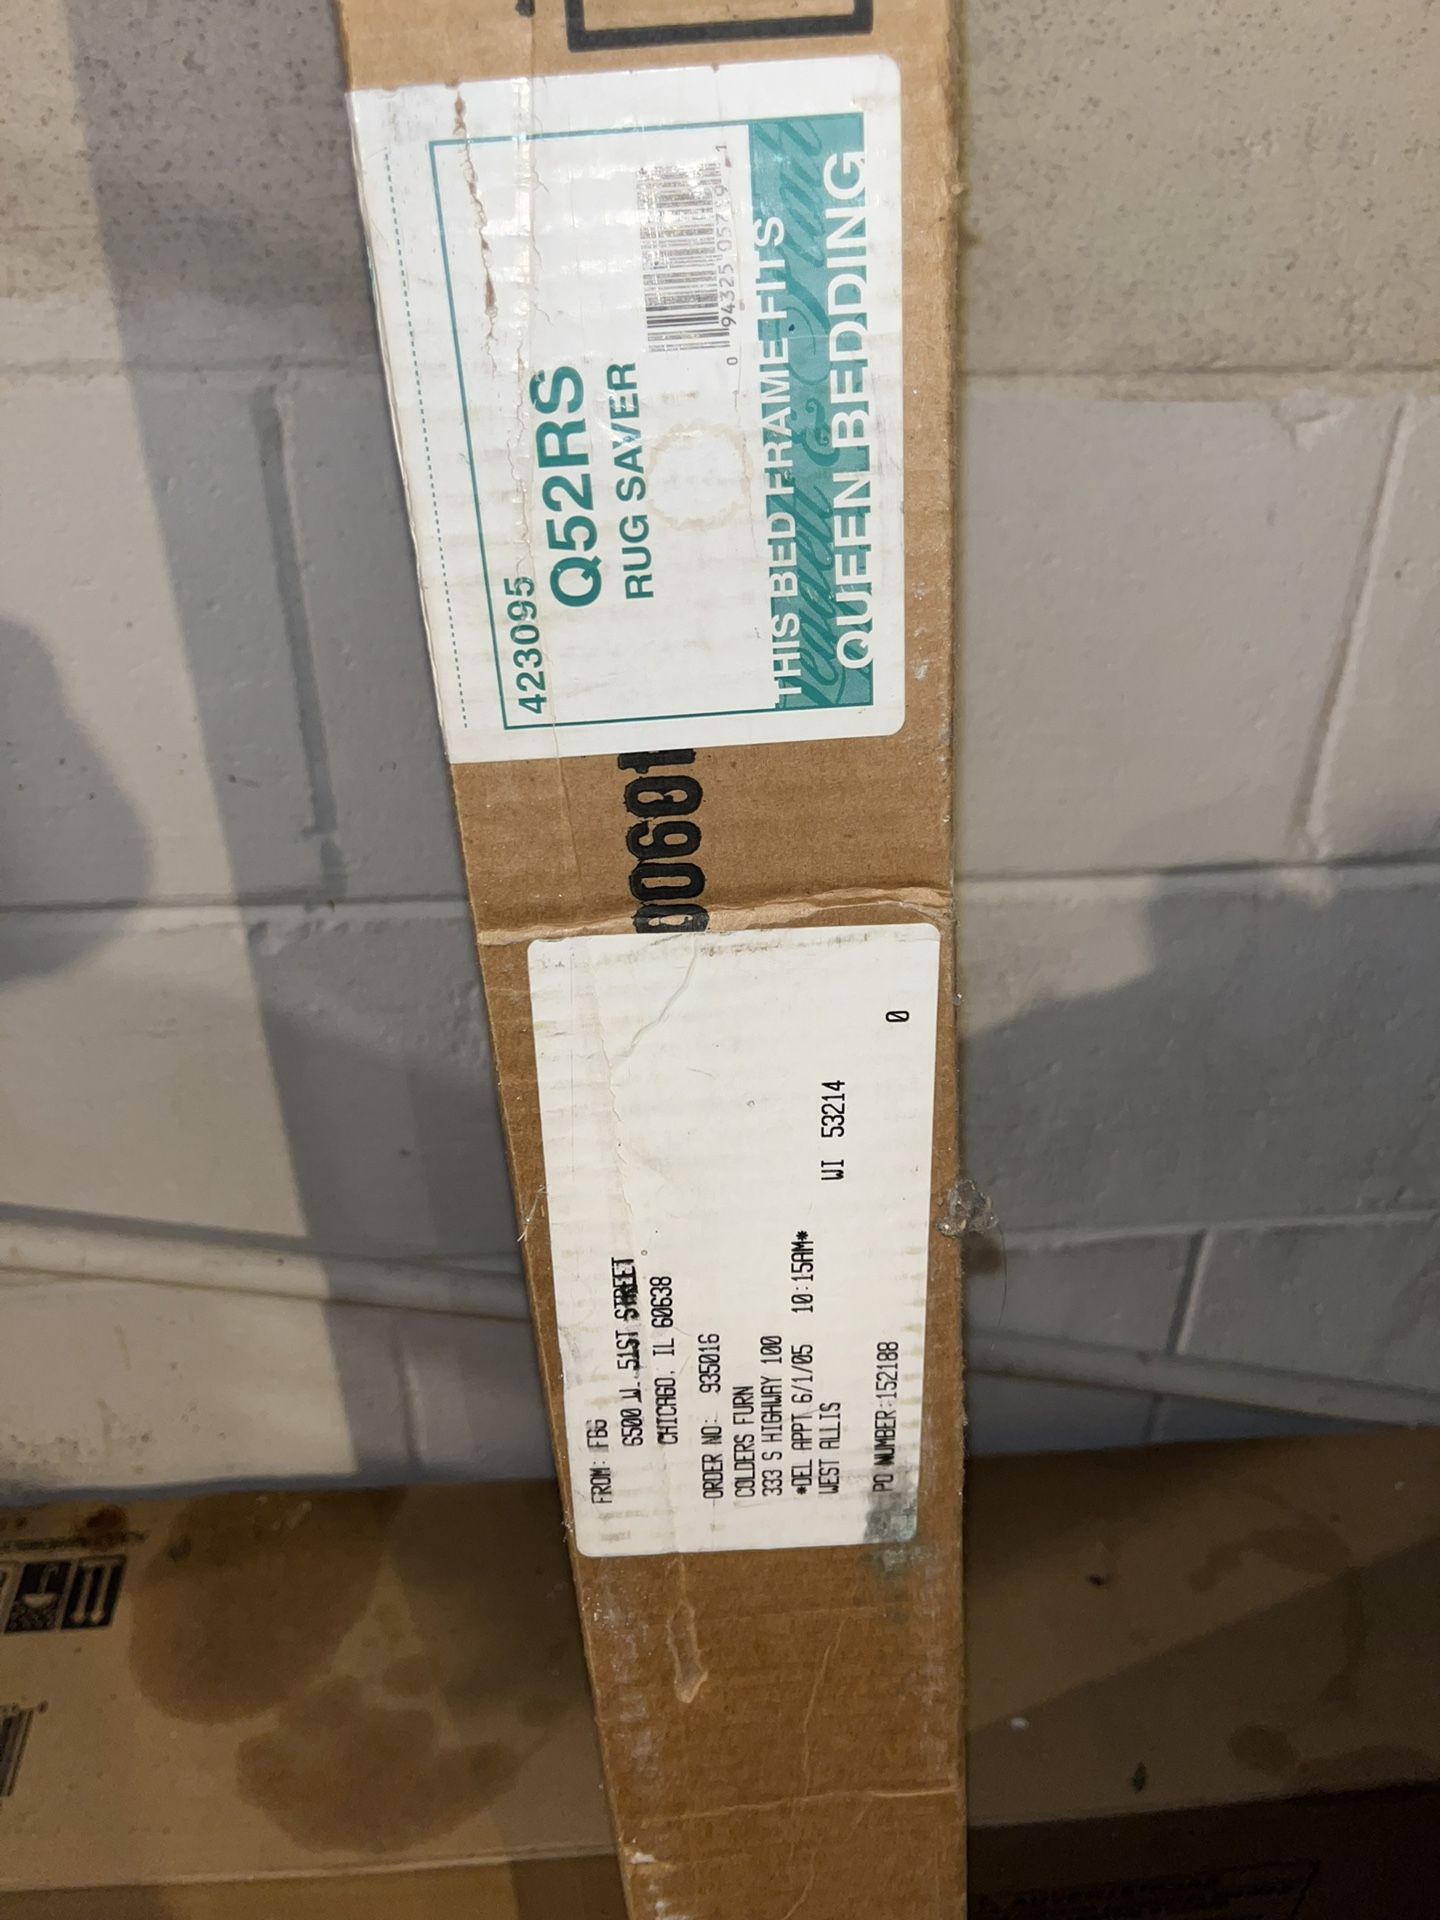 423095
Q52RS
RUG SAVER
THIS BED FRAME FITS
Leggett & Platt
QUEEN BEDDING
FROM: FBG
6500 W. 51ST STREET
CHICAGO, IL 60638
ORDER NO: 935016
COLDERS FURN
333 S HIGHWAY 100
*DEL APPT 6/1/05 10:15AM*
WEST ALLIS WI 53214
PO NUMBER:152188 0